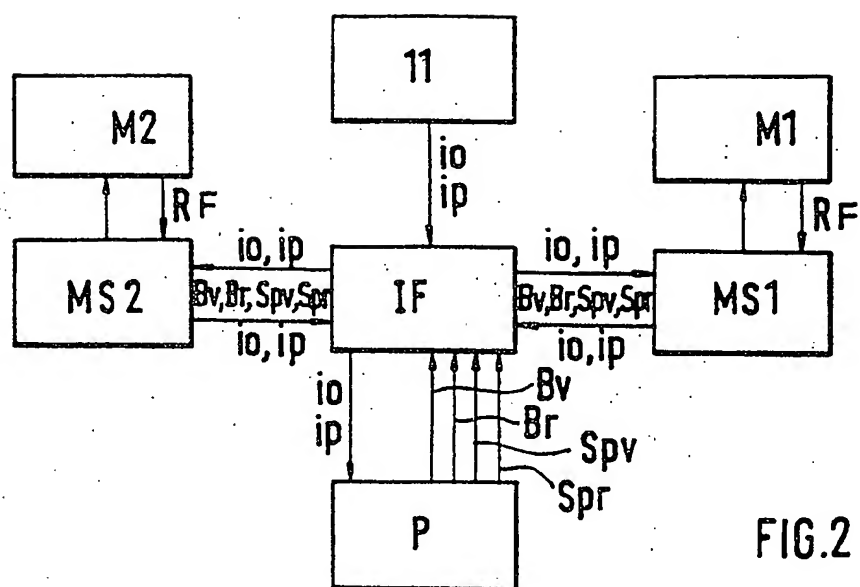 11
M2
M1
io
ip
RF
RF
io, ip
io, ip
MS2
Bv, Br, Spv, Spr
IF
Bv, Br, Spv, Spr
MS1
io, ip
io, ip
io
ip
Bv
Br
Spv
Spr
P
FIG.2